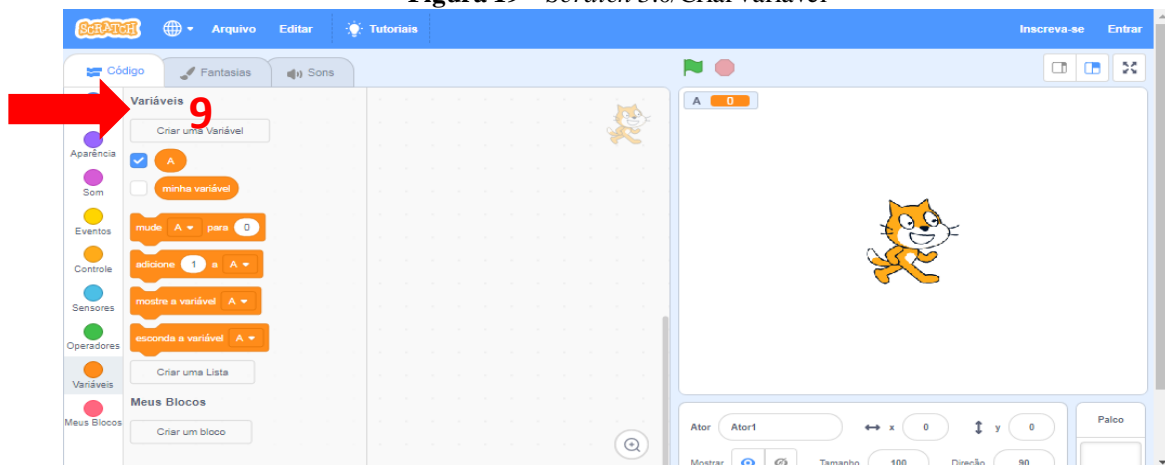 Figura 19 – Scratch 3.0/Criar variável
SCRATCH Arquivo Editar Tutoriais Inscreva-se Entrar
Código Fantasias Sons
Variáveis
9
Criar uma Variável
A
minha variável
mude A para 0
adicione 1 a A
mostre a variável A
esconda a variável A
Criar uma Lista
Meus Blocos
Criar um bloco
Aparência
Som
Eventos
Controle
Sensores
Operadores
Variáveis
Meus Blocos
A 0
Ator Ator1 x 0 y 0
Mostrar Tamanho 100 Direção 90
Palco